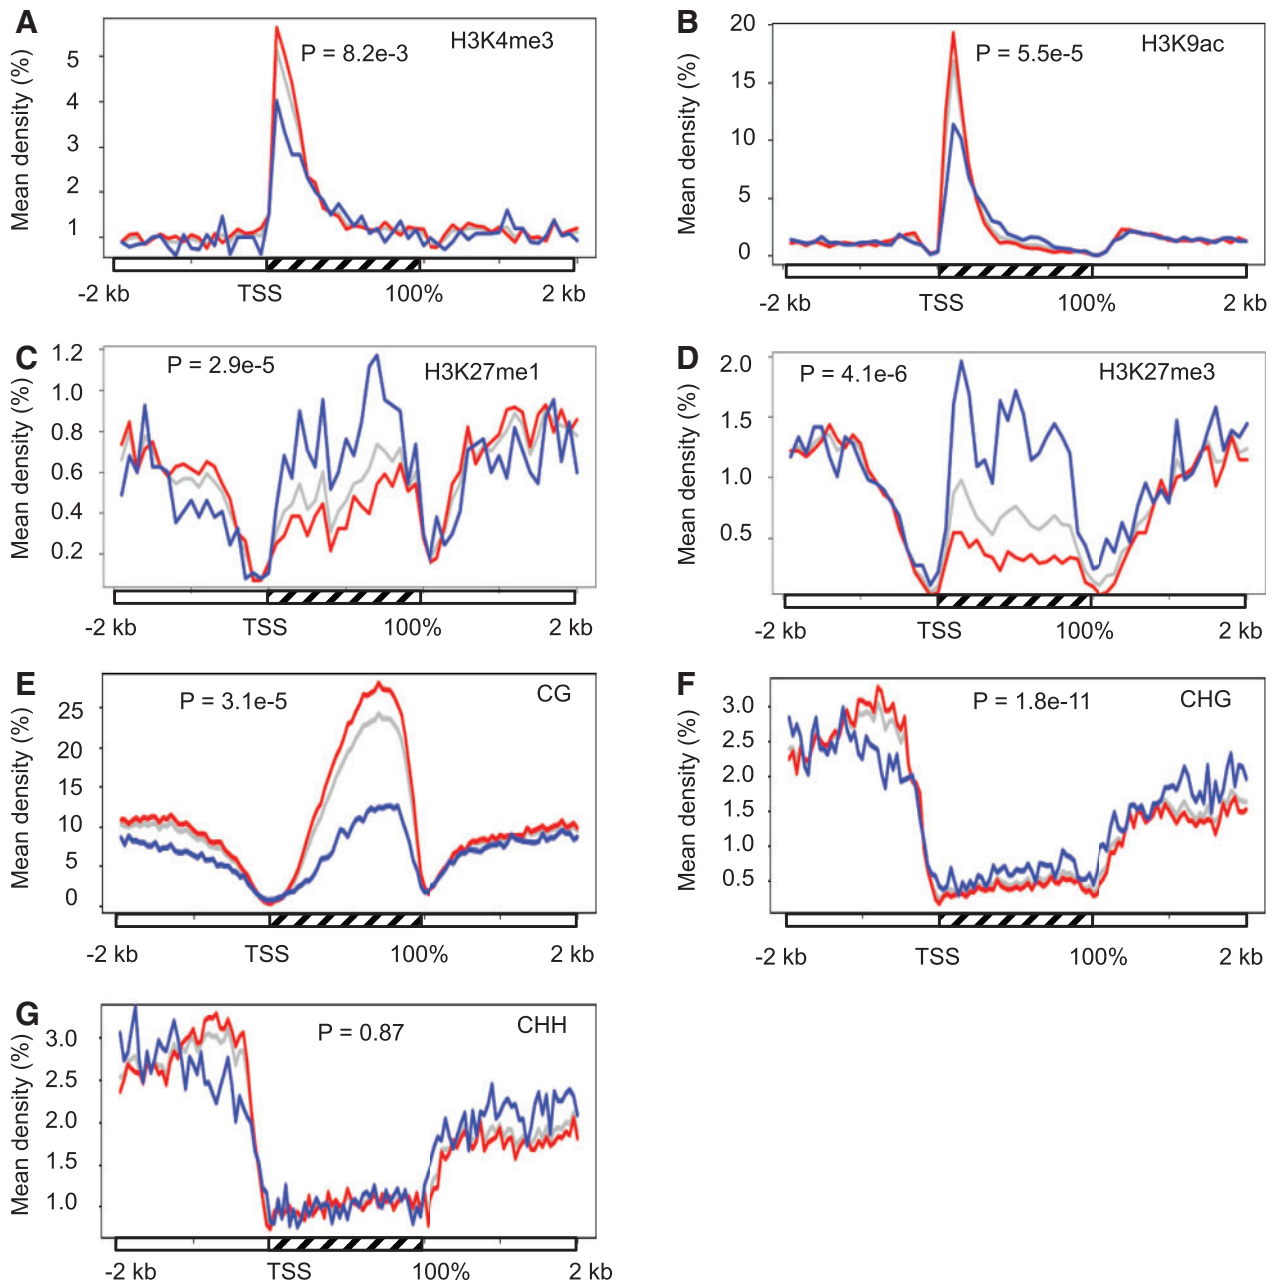 A
Mean density (%)
P = 8.2e-3
H3K4me3
5
4
3
2
1
-2 kb TSS 100% 2 kb
B
Mean density (%)
P = 5.5e-5
H3K9ac
20
15
10
5
0
-2 kb TSS 100% 2 kb
C
Mean density (%)
P = 2.9e-5
H3K27me1
1.2
1.0
0.8
0.6
0.4
0.2
-2 kb TSS 100% 2 kb
D
Mean density (%)
P = 4.1e-6
H3K27me3
2.0
1.5
1.0
0.5
-2 kb TSS 100% 2 kb
E
Mean density (%)
P = 3.1e-5
CG
25
20
15
10
5
0
-2 kb TSS 100% 2 kb
F
Mean density (%)
P = 1.8e-11
CHG
3.0
2.5
2.0
1.5
1.0
0.5
-2 kb TSS 100% 2 kb
G
Mean density (%)
P = 0.87
CHH
3.0
2.5
2.0
1.5
1.0
-2 kb TSS 100% 2 kb